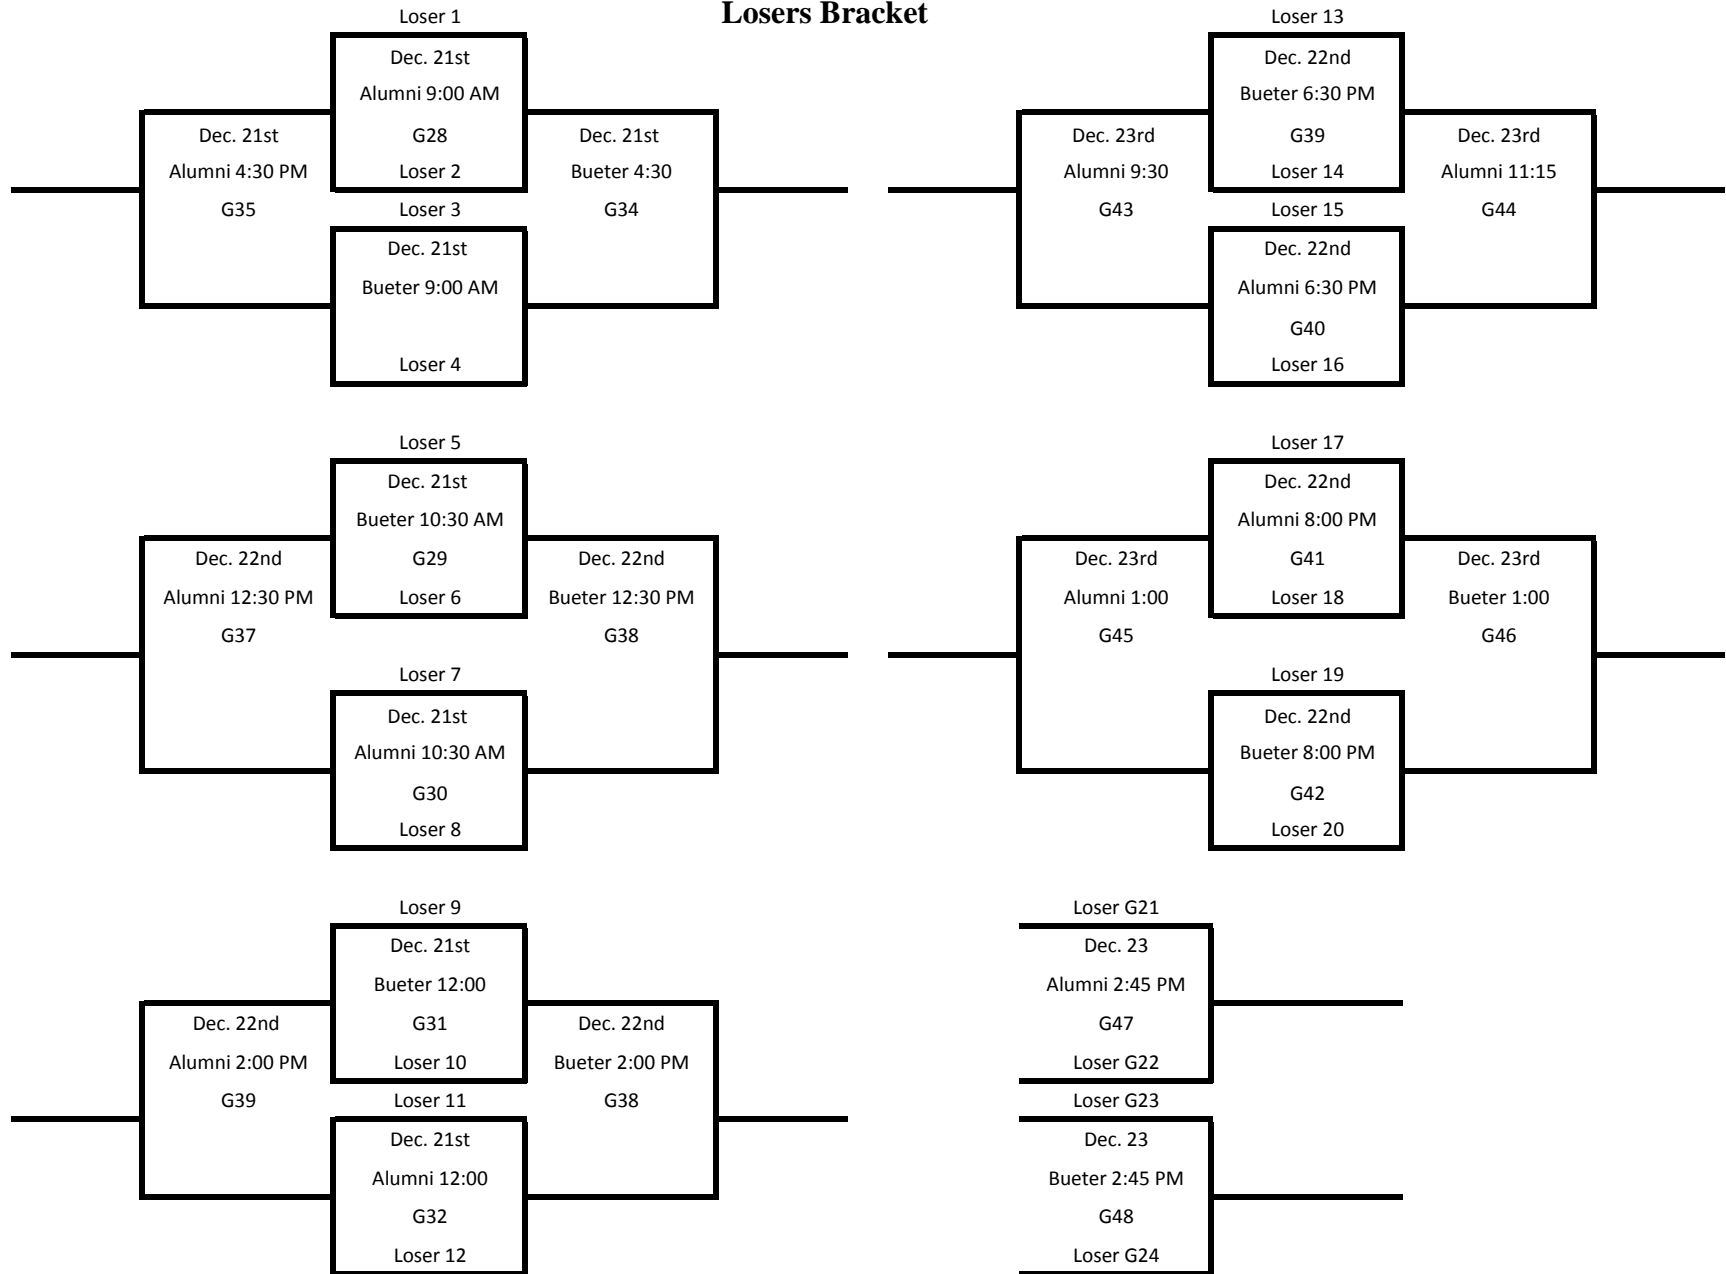 Losers Bracket
Loser 1
Dec. 21st
Alumni 9:00 AM
G28
Loser 2
Dec. 21st
Alumni 4:30 PM
G35
Dec. 21st
Bueter 4:30
G34
Loser 3
Dec. 21st
Bueter 9:00 AM
Loser 4
Loser 5
Dec. 21st
Bueter 10:30 AM
G29
Loser 6
Dec. 22nd
Alumni 12:30 PM
G37
Dec. 22nd
Bueter 12:30 PM
G38
Loser 7
Dec. 21st
Alumni 10:30 AM
G30
Loser 8
Loser 9
Dec. 21st
Bueter 12:00
G31
Loser 10
Dec. 22nd
Alumni 2:00 PM
G39
Dec. 22nd
Bueter 2:00 PM
G38
Loser 11
Dec. 21st
Alumni 12:00
G32
Loser 12
Loser 13
Dec. 22nd
Bueter 6:30 PM
G39
Loser 14
Dec. 23rd
Alumni 9:30
G43
Dec. 23rd
Alumni 11:15
G44
Loser 15
Dec. 22nd
Alumni 6:30 PM
G40
Loser 16
Loser 17
Dec. 22nd
Alumni 8:00 PM
G41
Loser 18
Dec. 23rd
Alumni 1:00
G45
Dec. 23rd
Bueter 1:00
G46
Loser 19
Dec. 22nd
Bueter 8:00 PM
G42
Loser 20
Loser G21
Dec. 23
Alumni 2:45 PM
G47
Loser G22
Loser G23
Dec. 23
Bueter 2:45 PM
G48
Loser G24